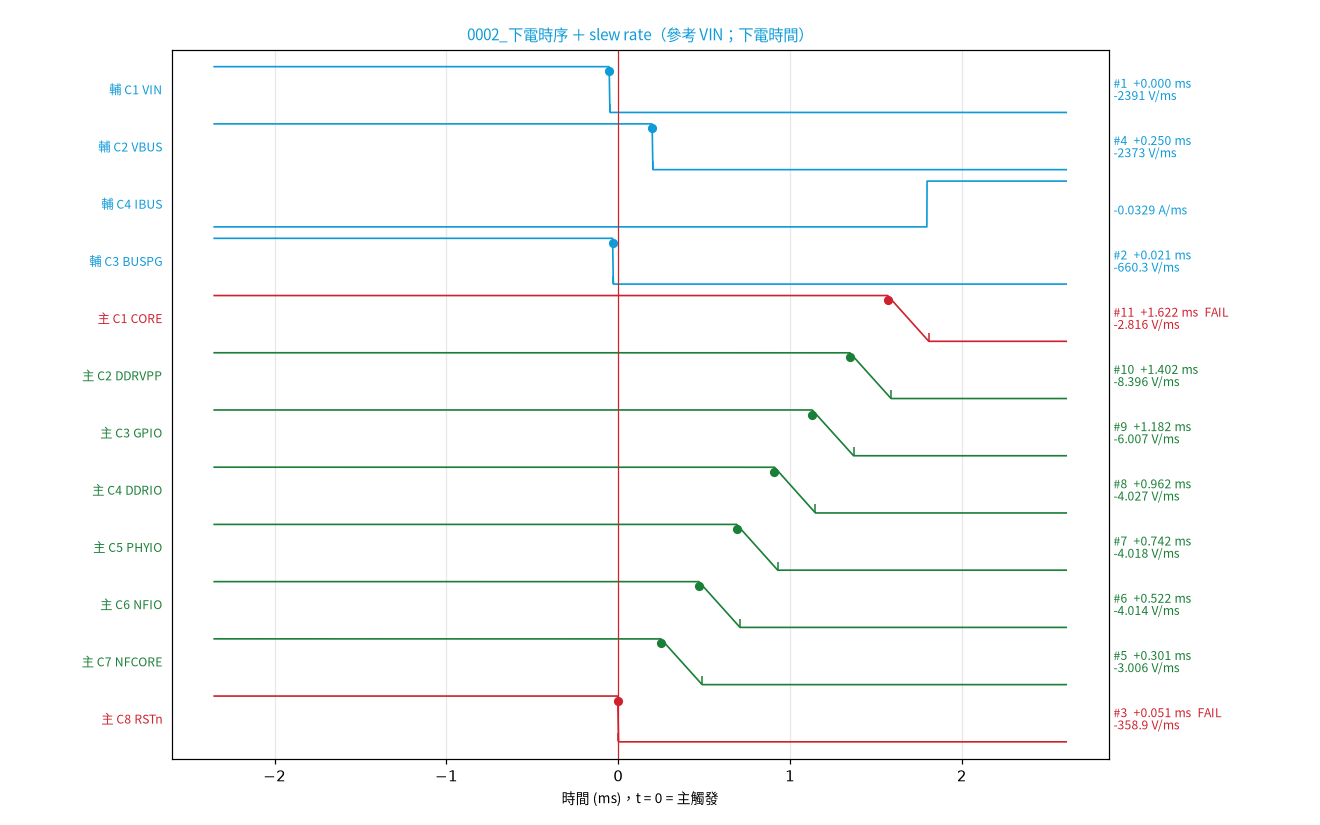 0002_下電時序 ＋ slew rate（參考 VIN；下電時間）
輔 C1 VIN
#1 +0.000 ms
-2391 V/ms
輔 C2 VBUS
#4 +0.250 ms
-2373 V/ms
輔 C4 IBUS
-0.0329 A/ms
輔 C3 BUSPG
#2 +0.021 ms
-660.3 V/ms
主 C1 CORE
#11 +1.622 ms FAIL
-2.816 V/ms
主 C2 DDRVPP
#10 +1.402 ms
-8.396 V/ms
主 C3 GPIO
#9 +1.182 ms
-6.007 V/ms
主 C4 DDRIO
#8 +0.962 ms
-4.027 V/ms
主 C5 PHYIO
#7 +0.742 ms
-4.018 V/ms
主 C6 NFIO
#6 +0.522 ms
-4.014 V/ms
主 C7 NFCORE
#5 +0.301 ms
-3.006 V/ms
主 C8 RSTn
#3 +0.051 ms FAIL
-358.9 V/ms
−2 −1 0 1 2
時間 (ms)，t = 0 = 主觸發